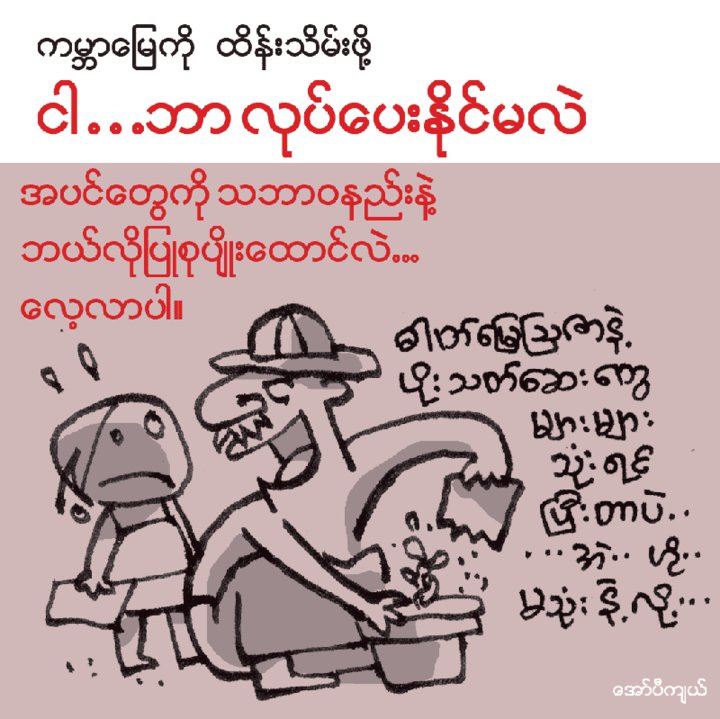 ကမ္ဘာမြေကို ထိန်းသိမ်းဖို့
ငါ...ဘာ လုပ်ပေးနိုင်မလဲ
အပင်တွေကို သဘာဝနည်းနဲ့
ဘယ်လိုပြုစုပျိုးထောင်လဲ...
လေ့လာပါ။
ဓါတ်မြေဩဇာနဲ့
ပိုးသတ်ဆေးတွေ
များများ
သုံးရင်
ပြီးတာပဲ..
...အဲ.. ဟို..
မသုံးနဲ့လို့...
အော်ပီကျယ်